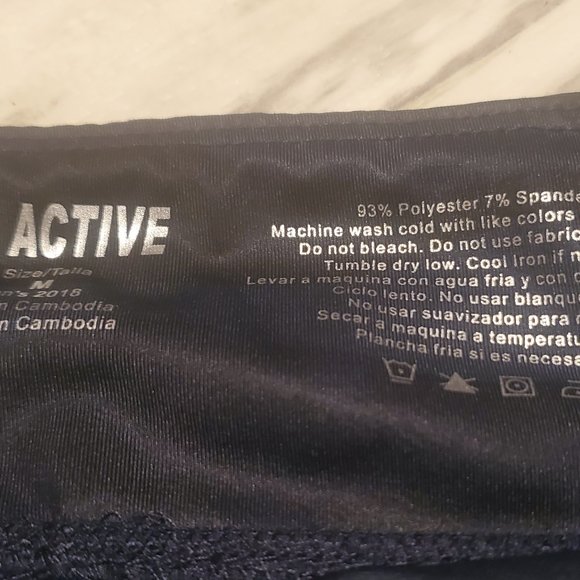 ACTIVE
Size/Talla
M
2018
n Cambodia
n Cambodia
93% Polyester 7% Spande
Machine wash cold with like colors
Do not bleach. Do not use fabric
Tumble dry low. Cool Iron if n
Levar a maquina con agua fria y con c
Ciclo lento. No usar blanqu
No usar suavizador para r
Secar a maquina a temperatu
Plancha fria si es necesa